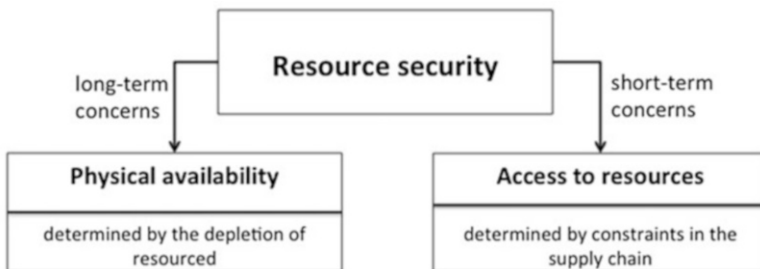 Resource security
long-term
concerns
short-term
concerns
Physical availability
determined by the depletion of
resourced
Access to resources
determined by constraints in the
supply chain